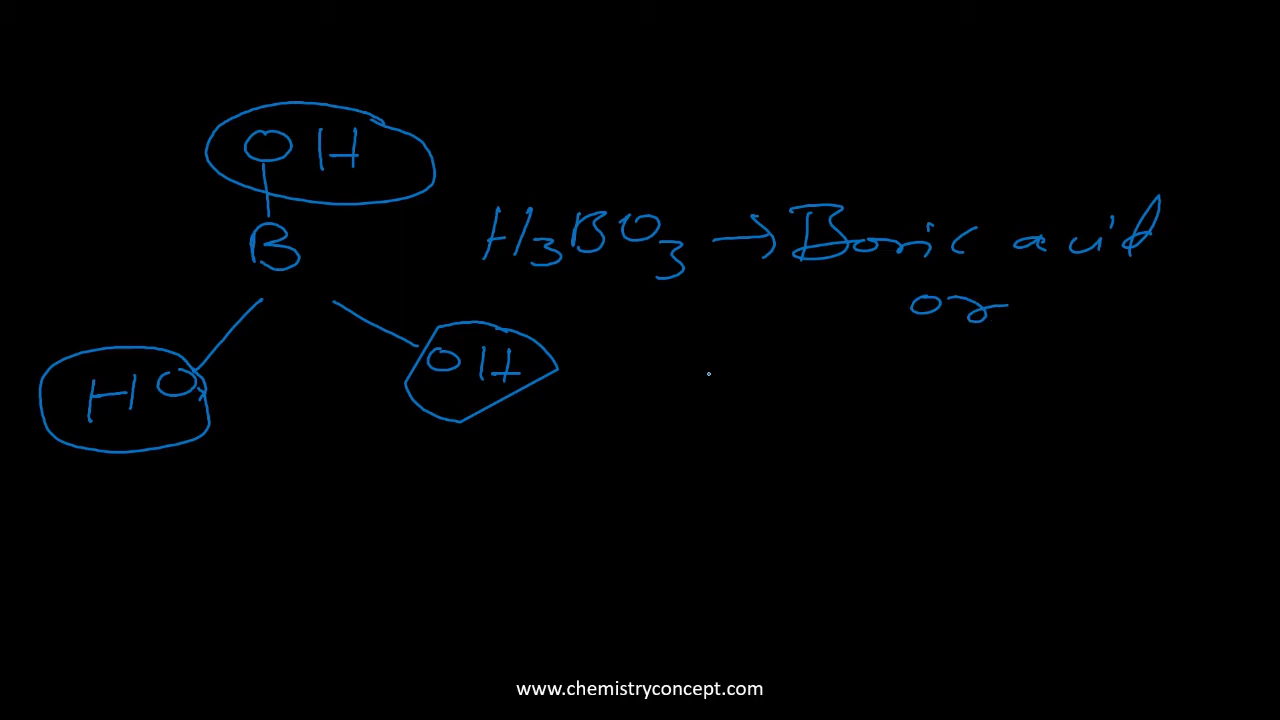 OH
B
H3BO3 → Boric acid
or
HO
OH
www.chemistryconcept.com